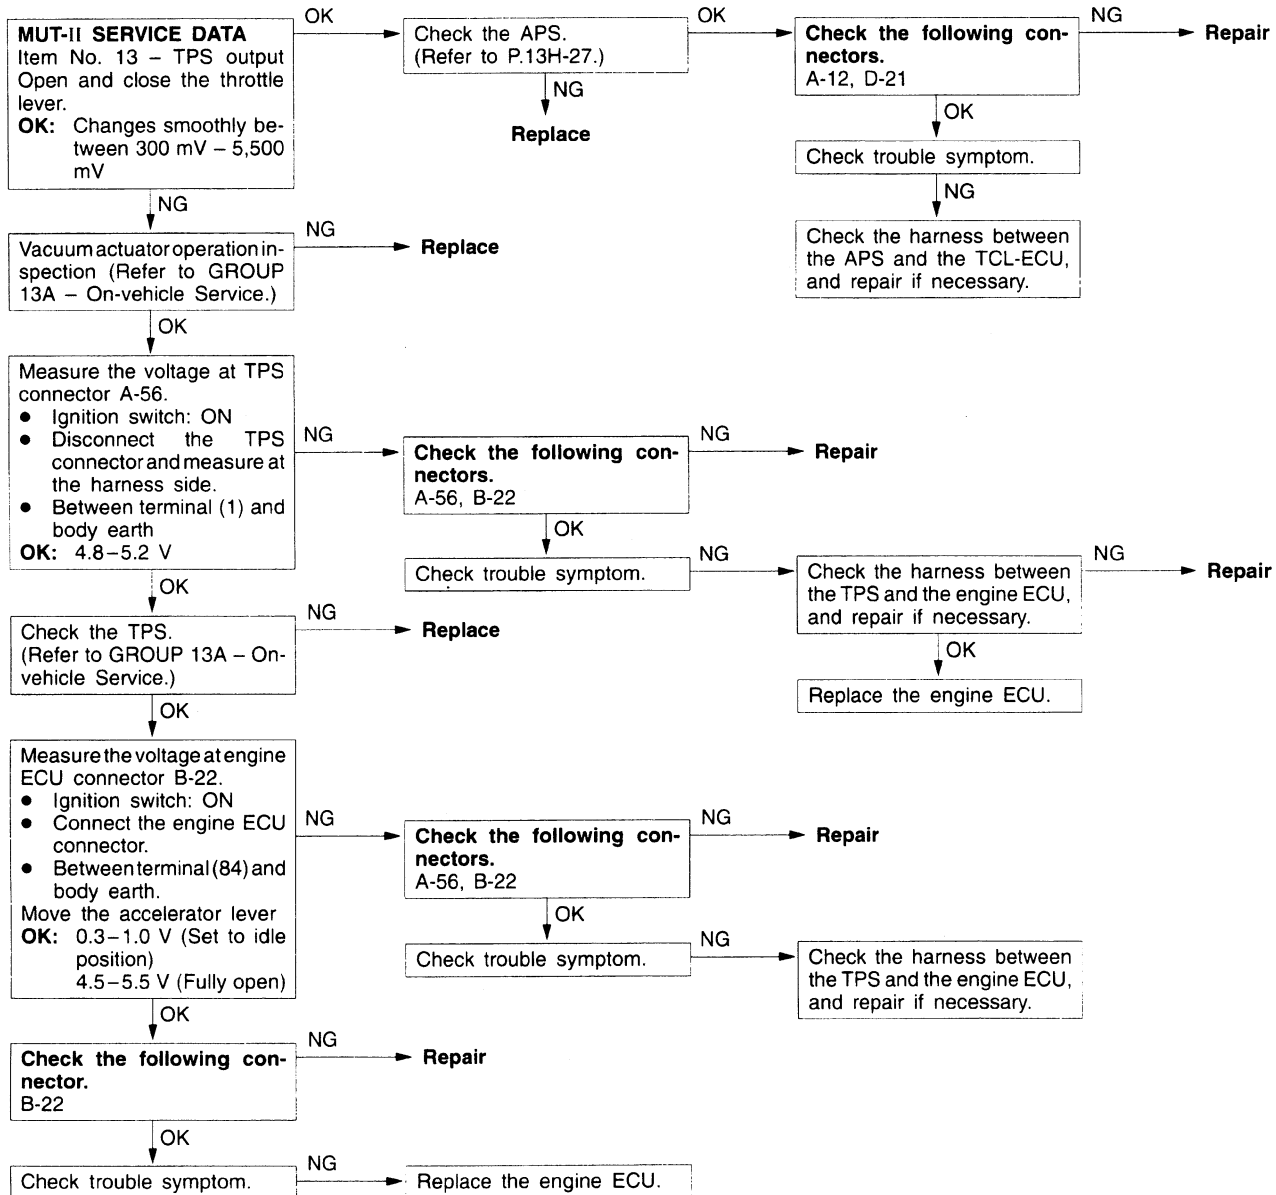 MUT-II SERVICE DATA
Item No. 13 – TPS output
Open and close the throttle
lever.
OK: Changes smoothly be-
tween 300 mV – 5,500
mV
OK
Check the APS.
(Refer to P.13H-27.)
OK
Check the following con-
nectors.
A-12, D-21
NG
Repair
NG
Replace
OK
Check trouble symptom.
NG
Check the harness between
the APS and the TCL-ECU,
and repair if necessary.
NG
Vacuum actuator operation in-
spection (Refer to GROUP
13A – On-vehicle Service.)
NG
Replace
OK
Measure the voltage at TPS
connector A-56.
● Ignition switch: ON
● Disconnect the TPS
connector and measure at
the harness side.
● Between terminal (1) and
body earth
OK: 4.8–5.2 V
NG
Check the following con-
nectors.
A-56, B-22
NG
Repair
OK
Check trouble symptom.
NG
Check the harness between
the TPS and the engine ECU,
and repair if necessary.
NG
Repair
OK
Replace the engine ECU.
OK
Check the TPS.
(Refer to GROUP 13A – On-
vehicle Service.)
NG
Replace
OK
Measure the voltage at engine
ECU connector B-22.
● Ignition switch: ON
● Connect the engine ECU
connector.
● Between terminal (84) and
body earth.
Move the accelerator lever
OK: 0.3–1.0 V (Set to idle
position)
4.5–5.5 V (Fully open)
NG
Check the following con-
nectors.
A-56, B-22
NG
Repair
OK
Check trouble symptom.
NG
Check the harness between
the TPS and the engine ECU,
and repair if necessary.
OK
Check the following con-
nector.
B-22
NG
Repair
OK
Check trouble symptom.
NG
Replace the engine ECU.